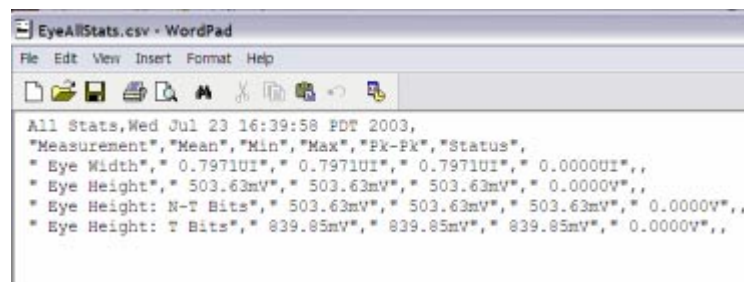 EyeAllStats.csv - WordPad
File Edit View Insert Format Help
All Stats,Wed Jul 23 16:39:58 PDT 2003,
"Measurement","Mean","Min","Max","Pk-Pk","Status",
" Eye Width"," 0.7971UI"," 0.7971UI"," 0.7971UI"," 0.0000UI",,
" Eye Height"," 503.63mV"," 503.63mV"," 503.63mV"," 0.0000V",,
" Eye Height: N-T Bits"," 503.63mV"," 503.63mV"," 503.63mV"," 0.0000V",,
" Eye Height: T Bits"," 839.85mV"," 839.85mV"," 839.85mV"," 0.0000V",,